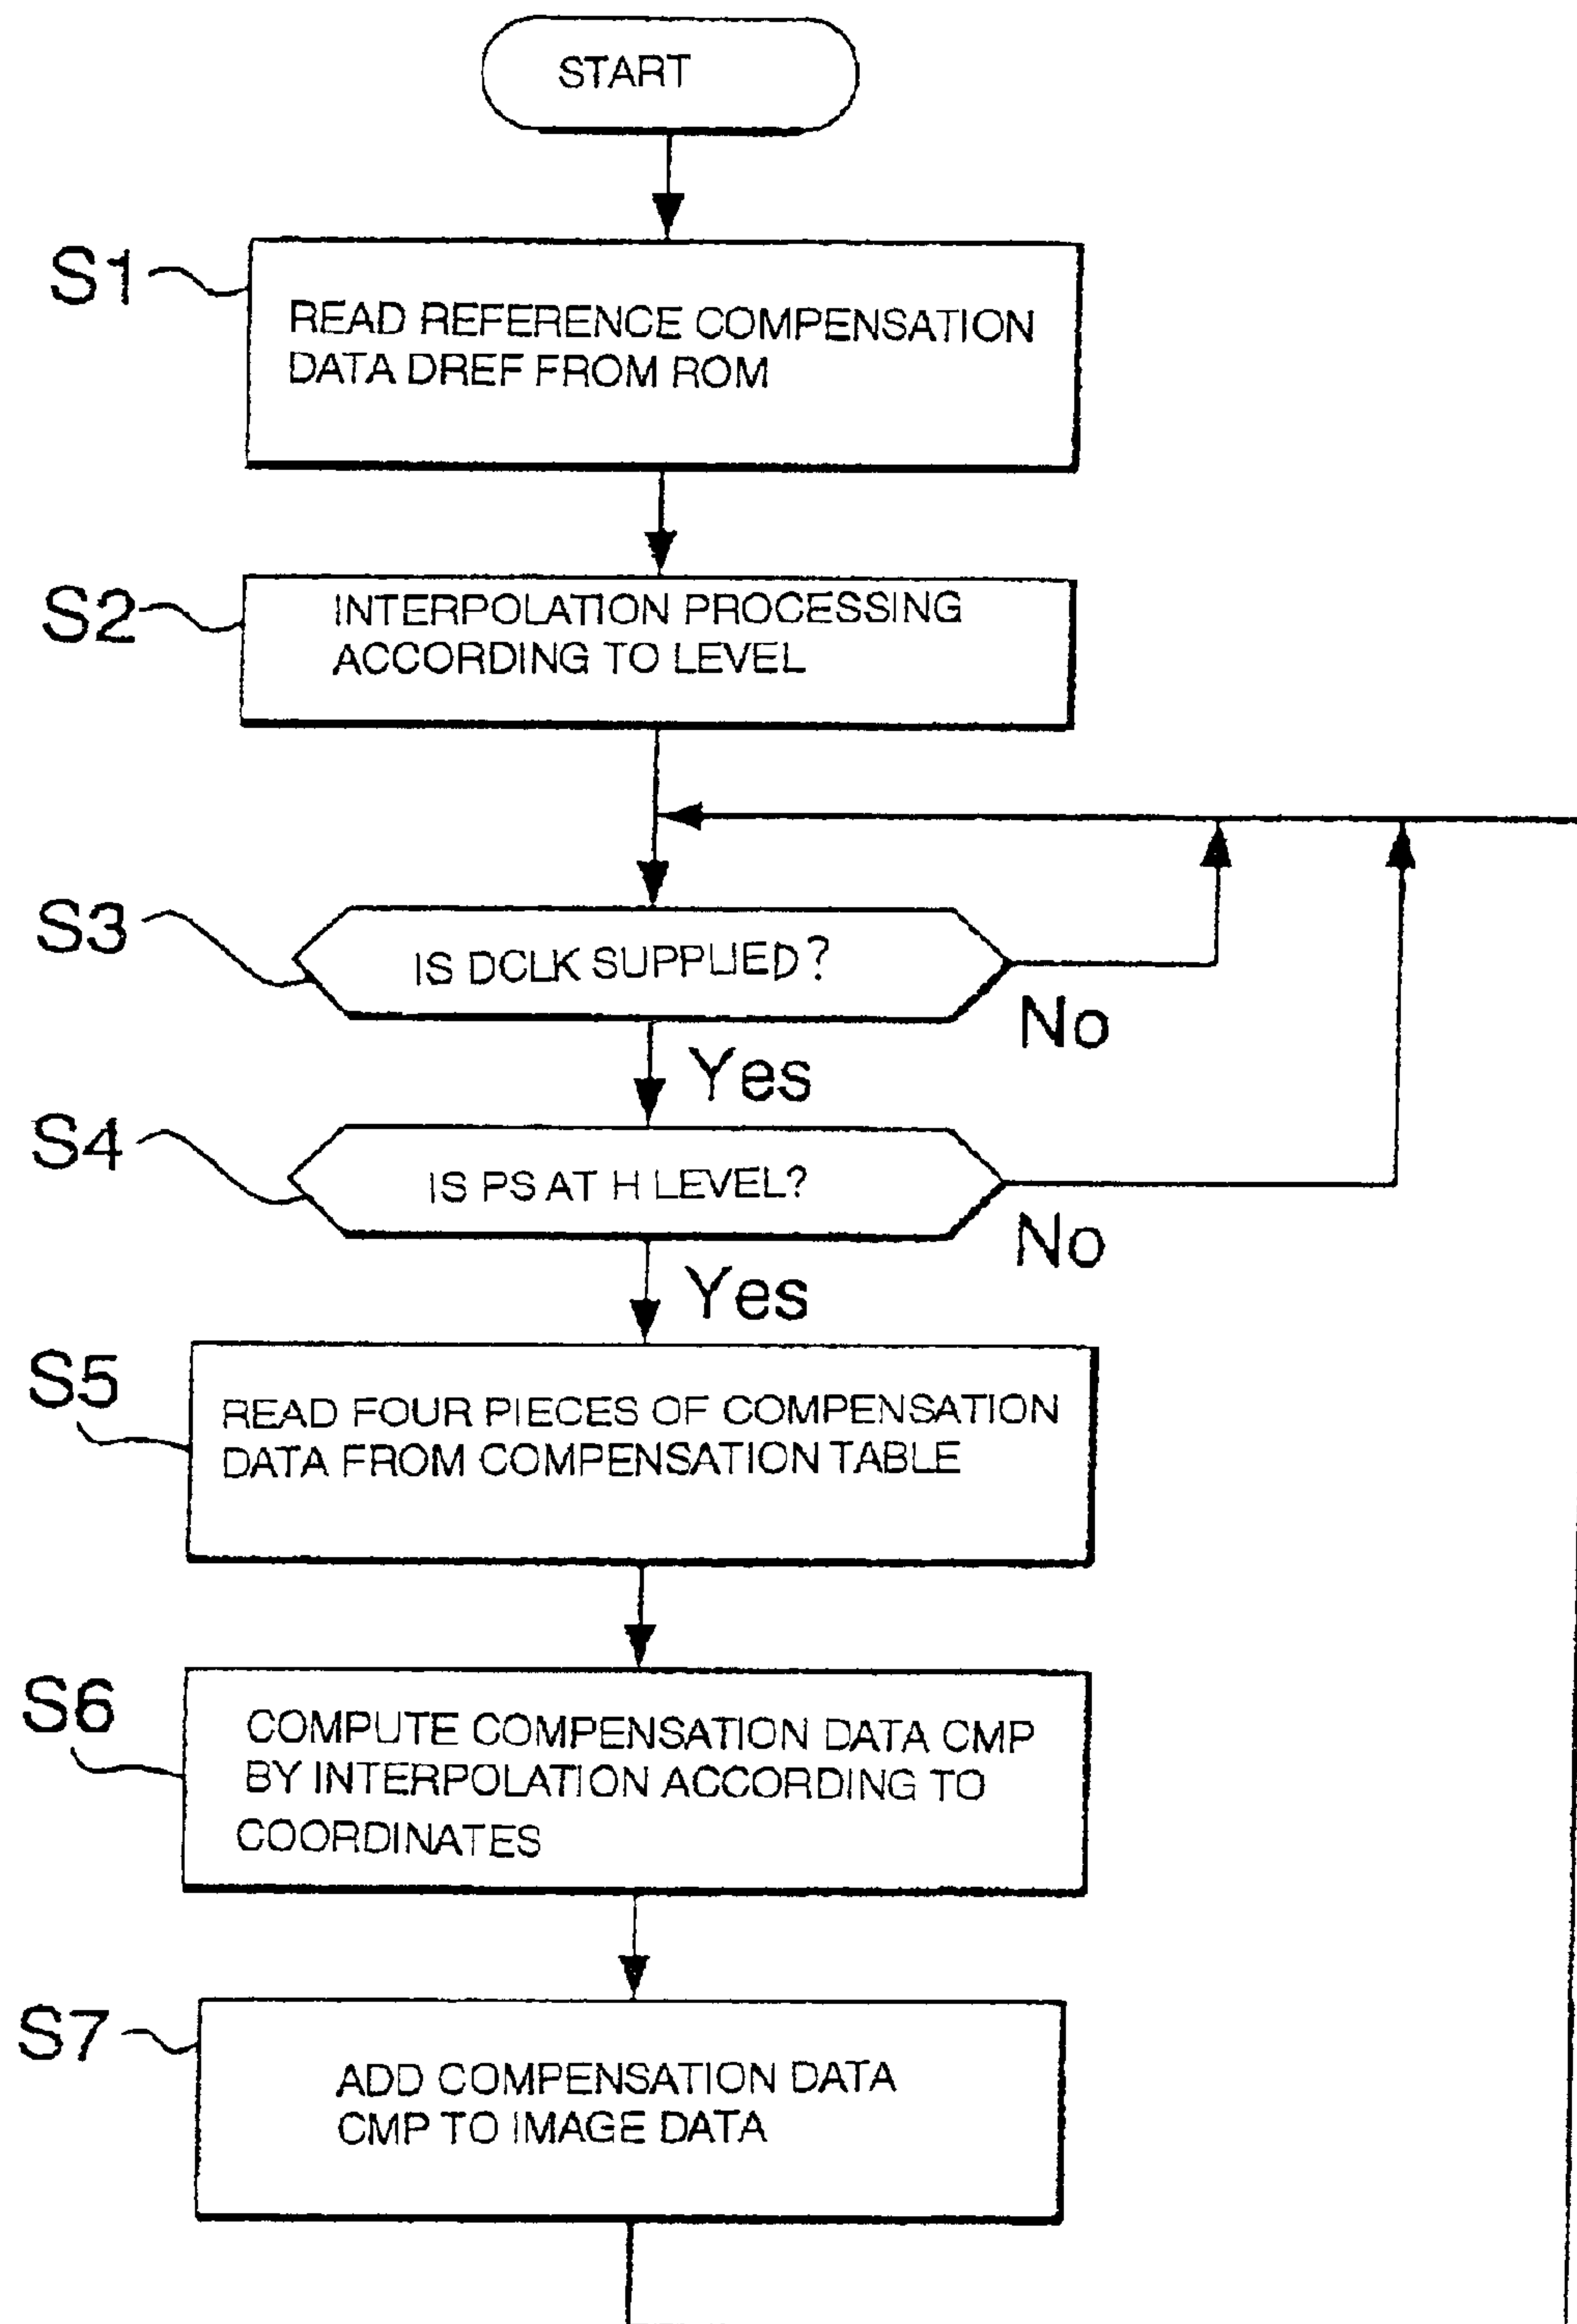 START
S1
READ REFERENCE COMPENSATION
DATA DREF FROM ROM
S2
INTERPOLATION PROCESSING
ACCORDING TO LEVEL
S3
IS DCLK SUPPLIED?
No
Yes
S4
IS PS AT H LEVEL?
No
Yes
S5
READ FOUR PIECES OF COMPENSATION
DATA FROM COMPENSATION TABLE
S6
COMPUTE COMPENSATION DATA CMP
BY INTERPOLATION ACCORDING TO
COORDINATES
S7
ADD COMPENSATION DATA
CMP TO IMAGE DATA